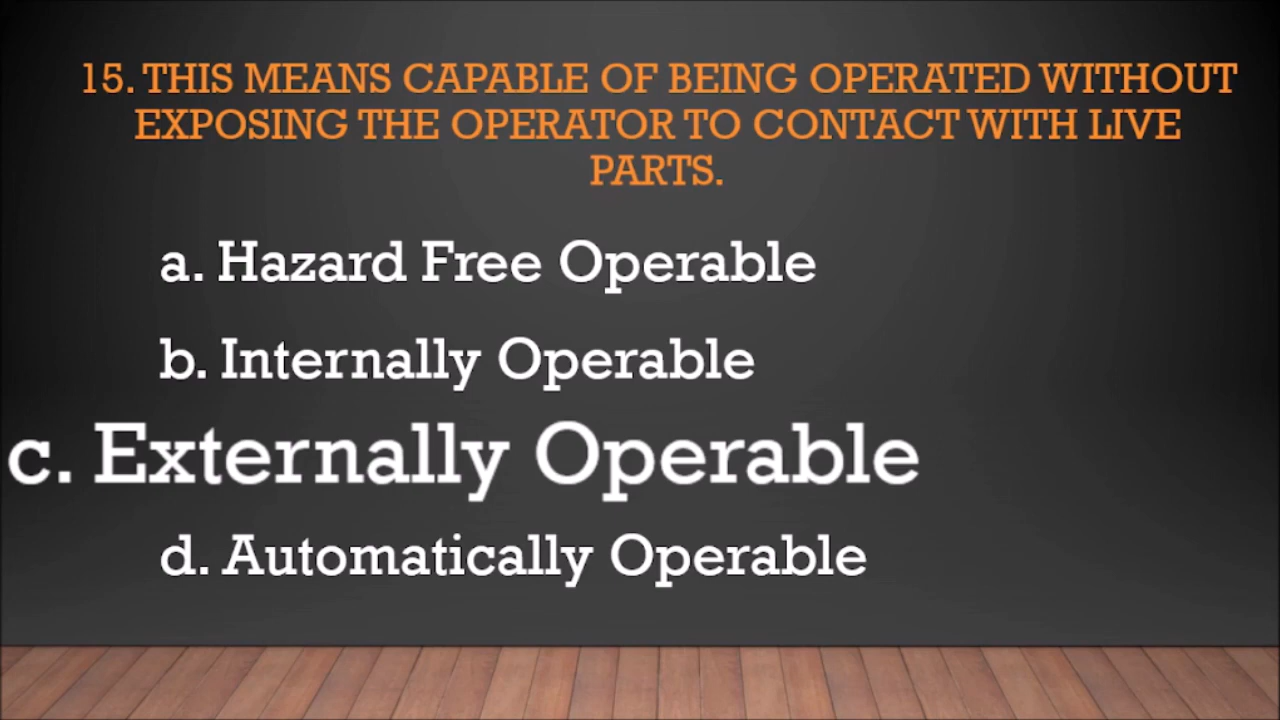 15. THIS MEANS CAPABLE OF BEING OPERATED WITHOUT
EXPOSING THE OPERATOR TO CONTACT WITH LIVE
PARTS.
a. Hazard Free Operable
b. Internally Operable
c. Externally Operable
d. Automatically Operable